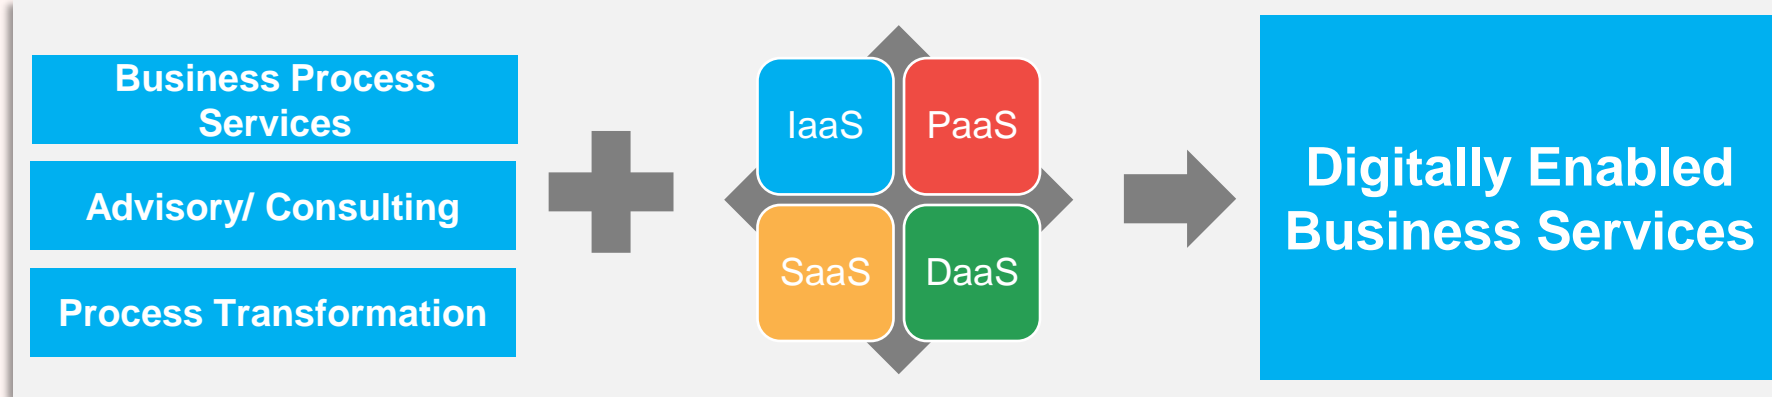 Business Process
Services
Advisory/ Consulting
Process Transformation
IaaS
PaaS
SaaS
DaaS
Digitally Enabled
Business Services